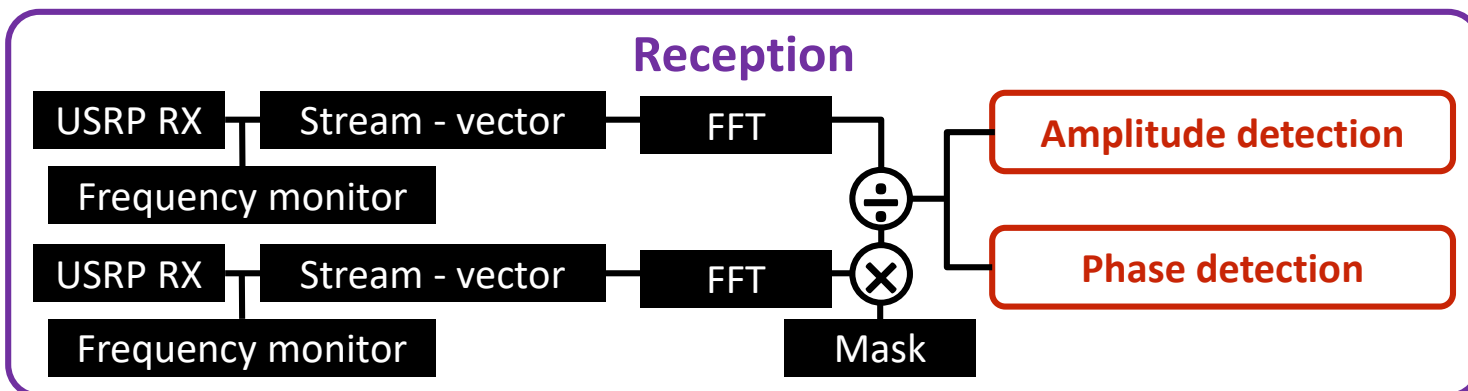 Reception
USRP RX
Stream - vector
FFT
Amplitude detection
Frequency monitor
÷
USRP RX
Stream - vector
FFT
×
Phase detection
Frequency monitor
Mask